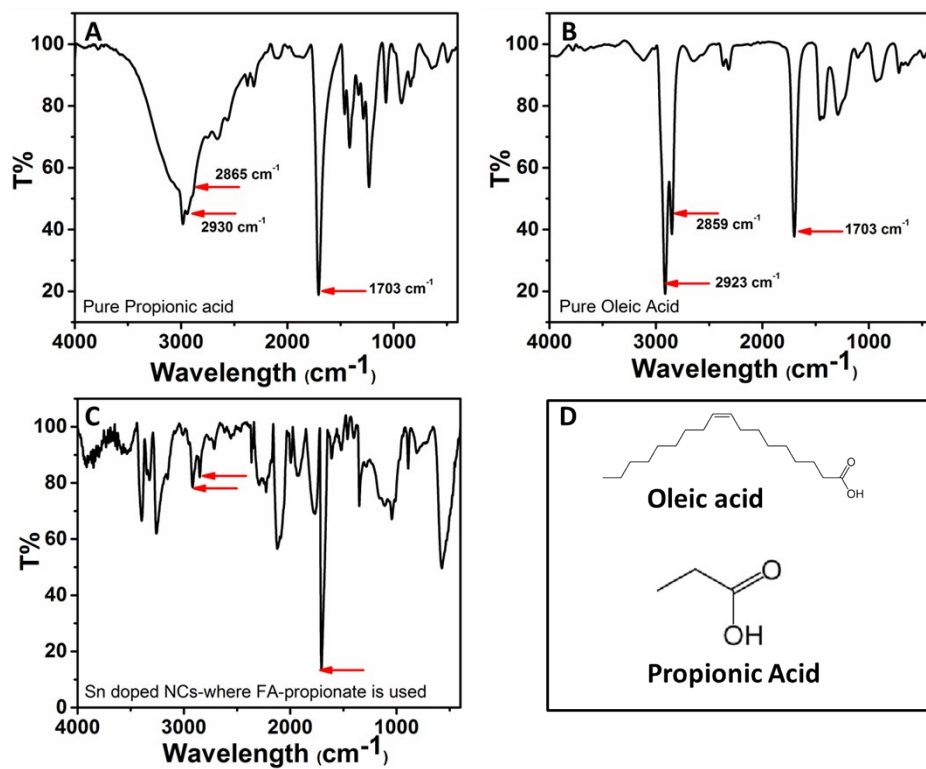 A
100
80
60
40
20
T%
2865 cm-1
2930 cm-1
1703 cm-1
Pure Propionic acid
4000 3000 2000 1000
Wavelength (cm-1)
B
100
80
60
40
20
T%
2859 cm-1
2923 cm-1
1703 cm-1
Pure Oleic Acid
4000 3000 2000 1000
Wavelength (cm-1)
C
100
80
60
40
20
0
T%
Sn doped NCs-where FA-propionate is used
4000 3000 2000 1000
Wavelength (cm-1)
D
O
OH
Oleic acid
O
OH
Propionic Acid